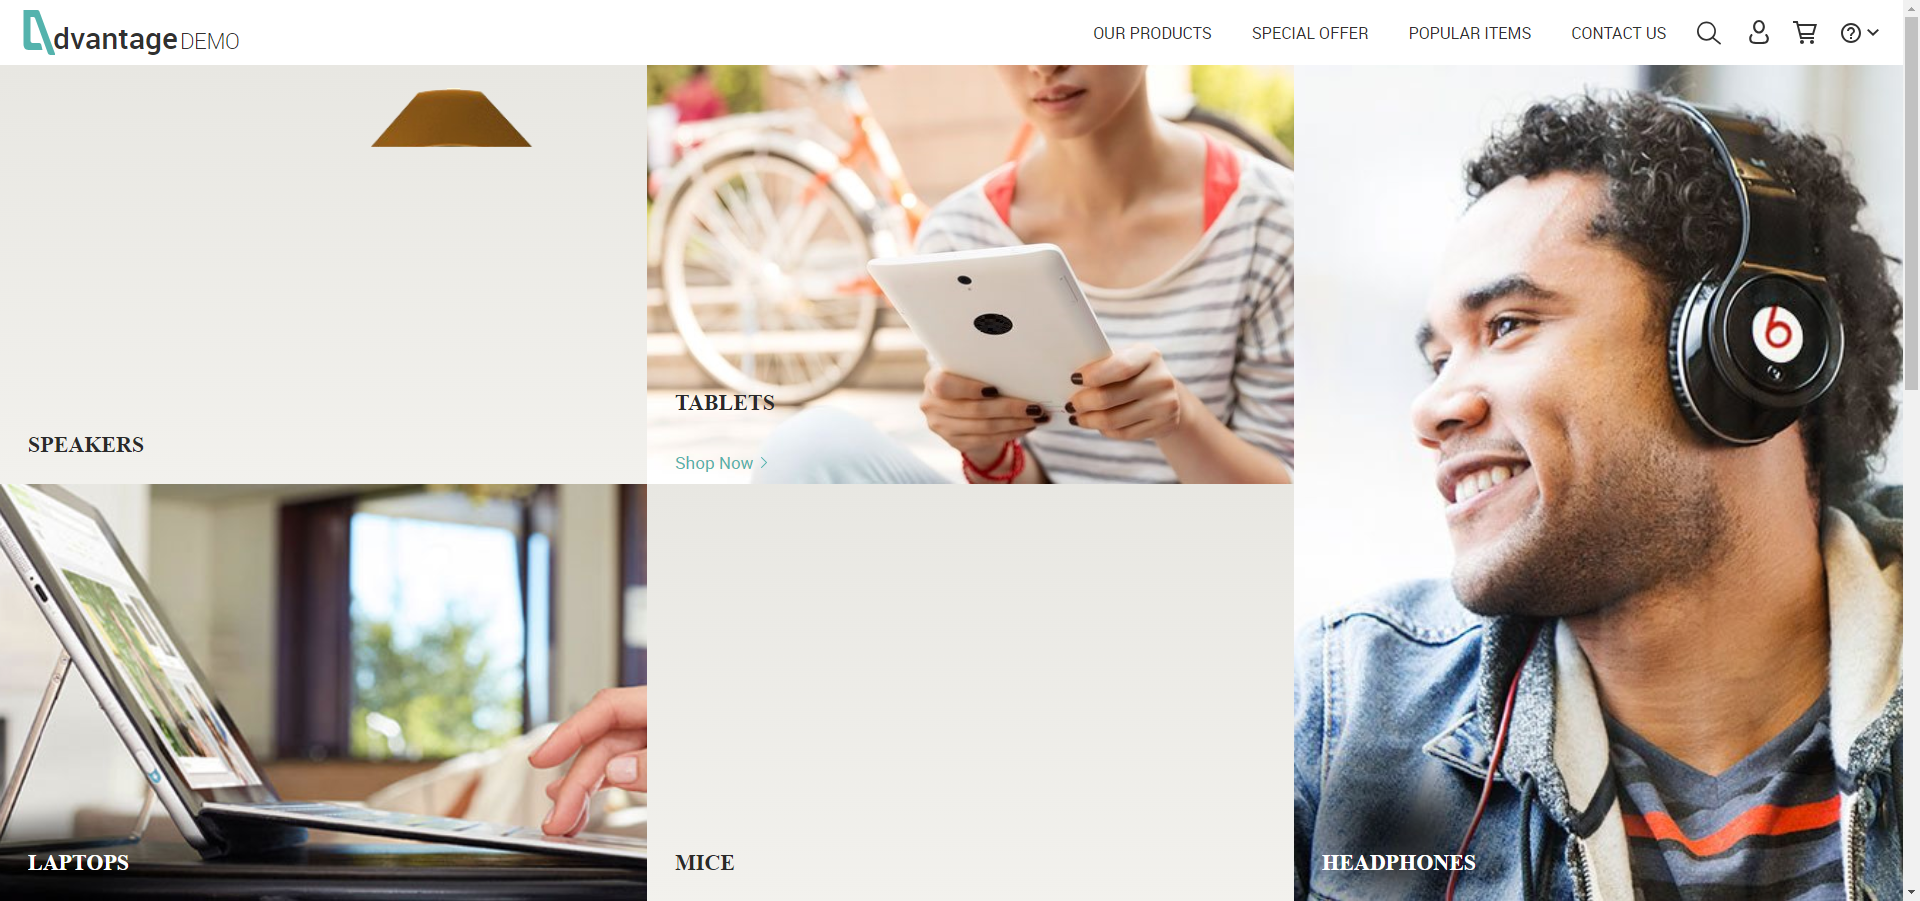 dvantage DEMO
OUR PRODUCTS
SPECIAL OFFER
POPULAR ITEMS
CONTACT US
SPEAKERS
TABLETS
Shop Now
LAPTOPS
MICE
HEADPHONES